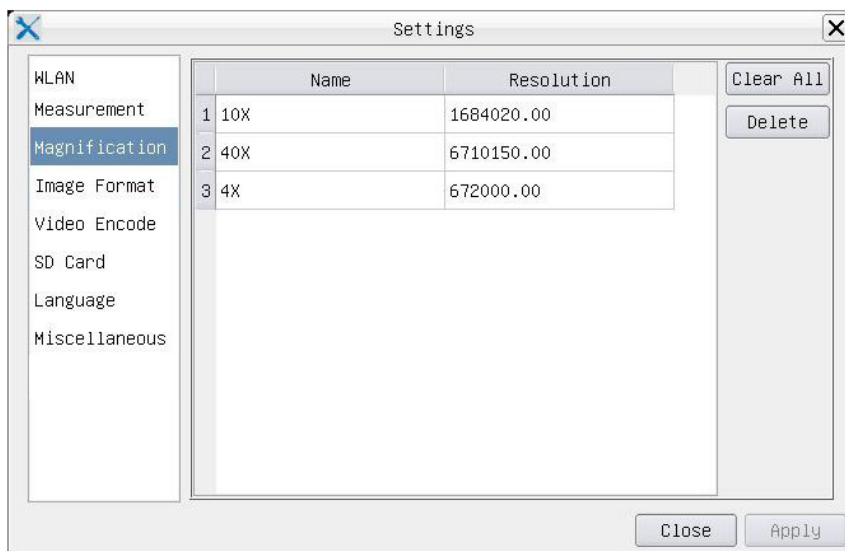 Settings
WLAN
Measurement
Magnification
Image Format
Video Encode
SD Card
Language
Miscellaneous
Name Resolution
1 10X 1684020.00
2 40X 6710150.00
3 4X 672000.00
Clear All
Delete
Close Apply